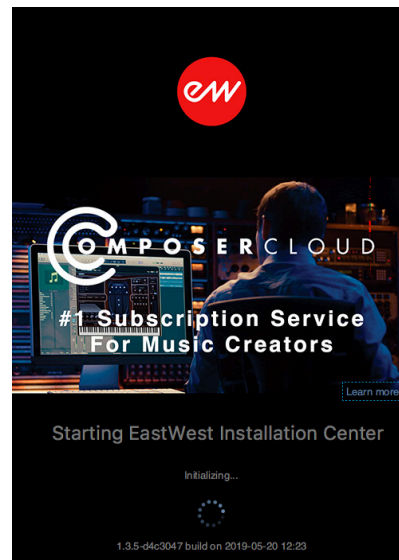 ew
COMPOSERCLOUD
#1 Subscription Service
For Music Creators
Learn more
Starting EastWest Installation Center
Initializing...
1.3.5-d4c3047 build on 2019-05-20 12:23